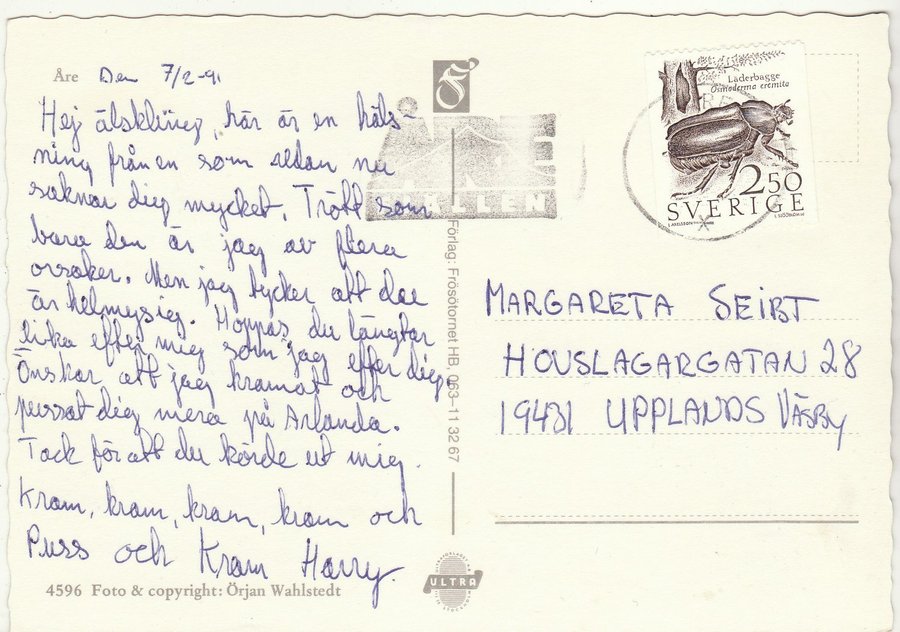 Åre Den 7/2-91
Hej älskling, här är en häls-
ning från en som redan nu
saknar dig mycket. Trött som
bara den är jag av flera
orsaker. Men jag tycker att du
är helmysig. Hoppas du längtar
lika efter mig som jag efter dig.
Önskar att jag kramat och
pussat dig mera på Arlanda.
Tack för att du körde ut mig.
Kram, kram, kram, kram och
Puss och Kram Harry.
4596 Foto & copyright: Örjan Wahlstedt
ÅRE
FJÄLLEN
Förlag: Frösötornet HB, 063-11 32 67
ULTRA
Läderbagge
Osmoderma eremita
2.50
SVERIGE
MARGARETA SEIBT
HOVSLAGARGATAN 28
19431 UPPLANDS VÄSBY